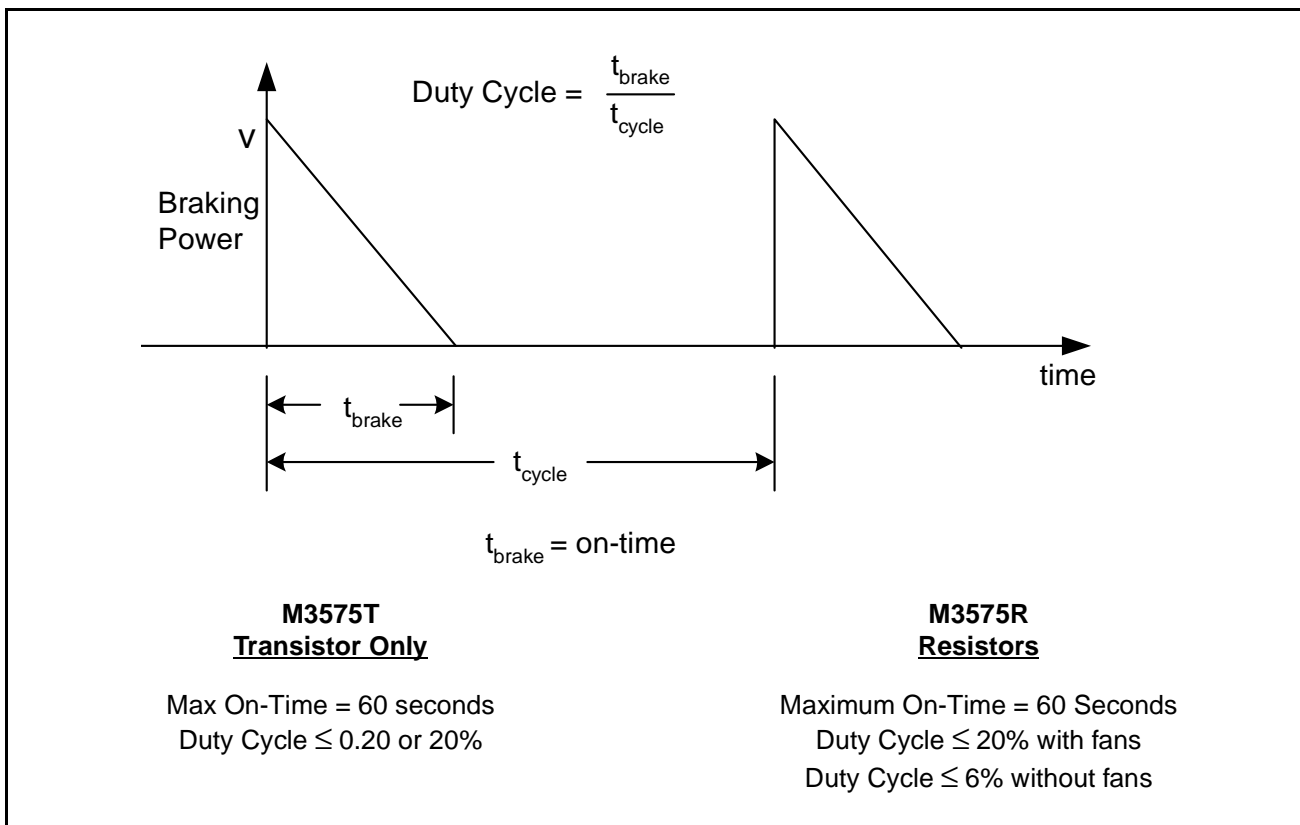 Duty Cycle = t_brake / t_cycle
v
Braking
Power
time
t_brake
t_cycle
t_brake = on-time
M3575T
Transistor Only
Max On-Time = 60 seconds
Duty Cycle ≤ 0.20 or 20%
M3575R
Resistors
Maximum On-Time = 60 Seconds
Duty Cycle ≤ 20% with fans
Duty Cycle ≤ 6% without fans